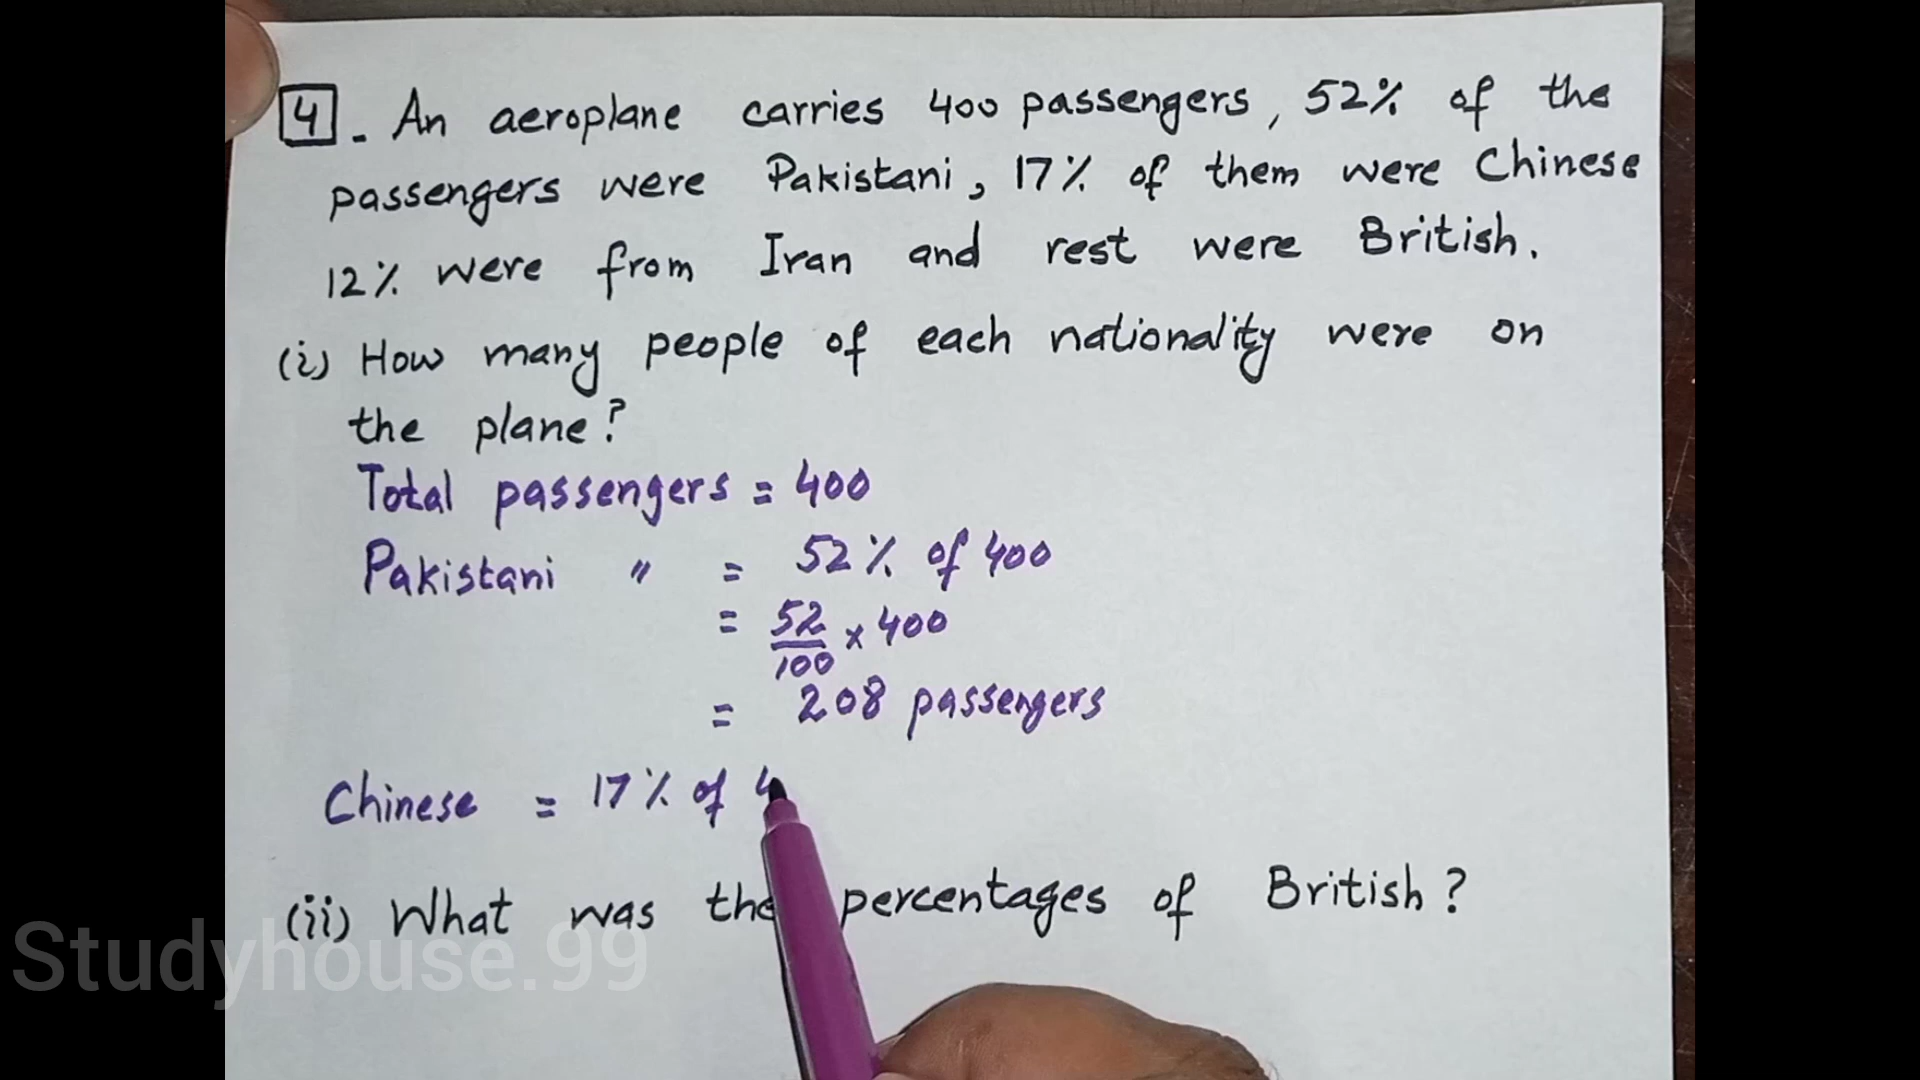 4. An aeroplane carries 400 passengers, 52% of the
passengers were Pakistani, 17% of them were Chinese
12% were from Iran and rest were British.
(i) How many people of each nationality were on
the plane?
Total passengers = 400
Pakistani " = 52% of 400
= 52/100 x 400
= 208 passengers
Chinese = 17% of 4
(ii) What was the percentages of British?
Studyhouse.99